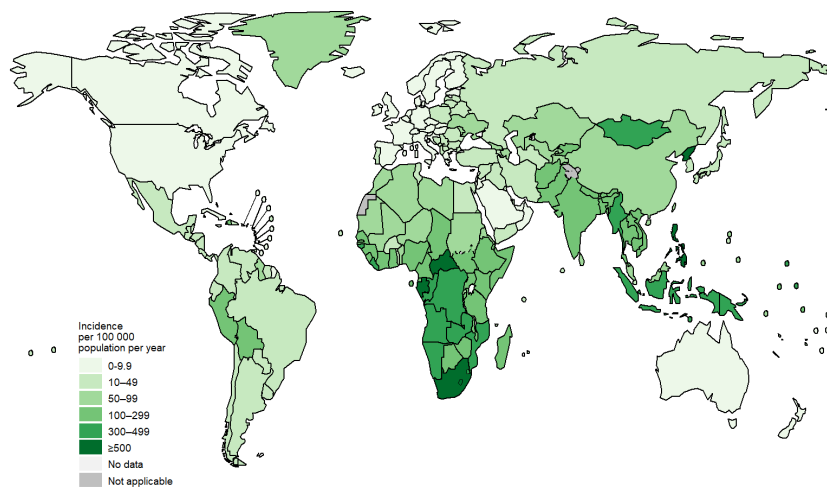 Incidence
per 100 000
population per year
0-9.9
10–49
50–99
100–299
300–499
≥500
No data
Not applicable